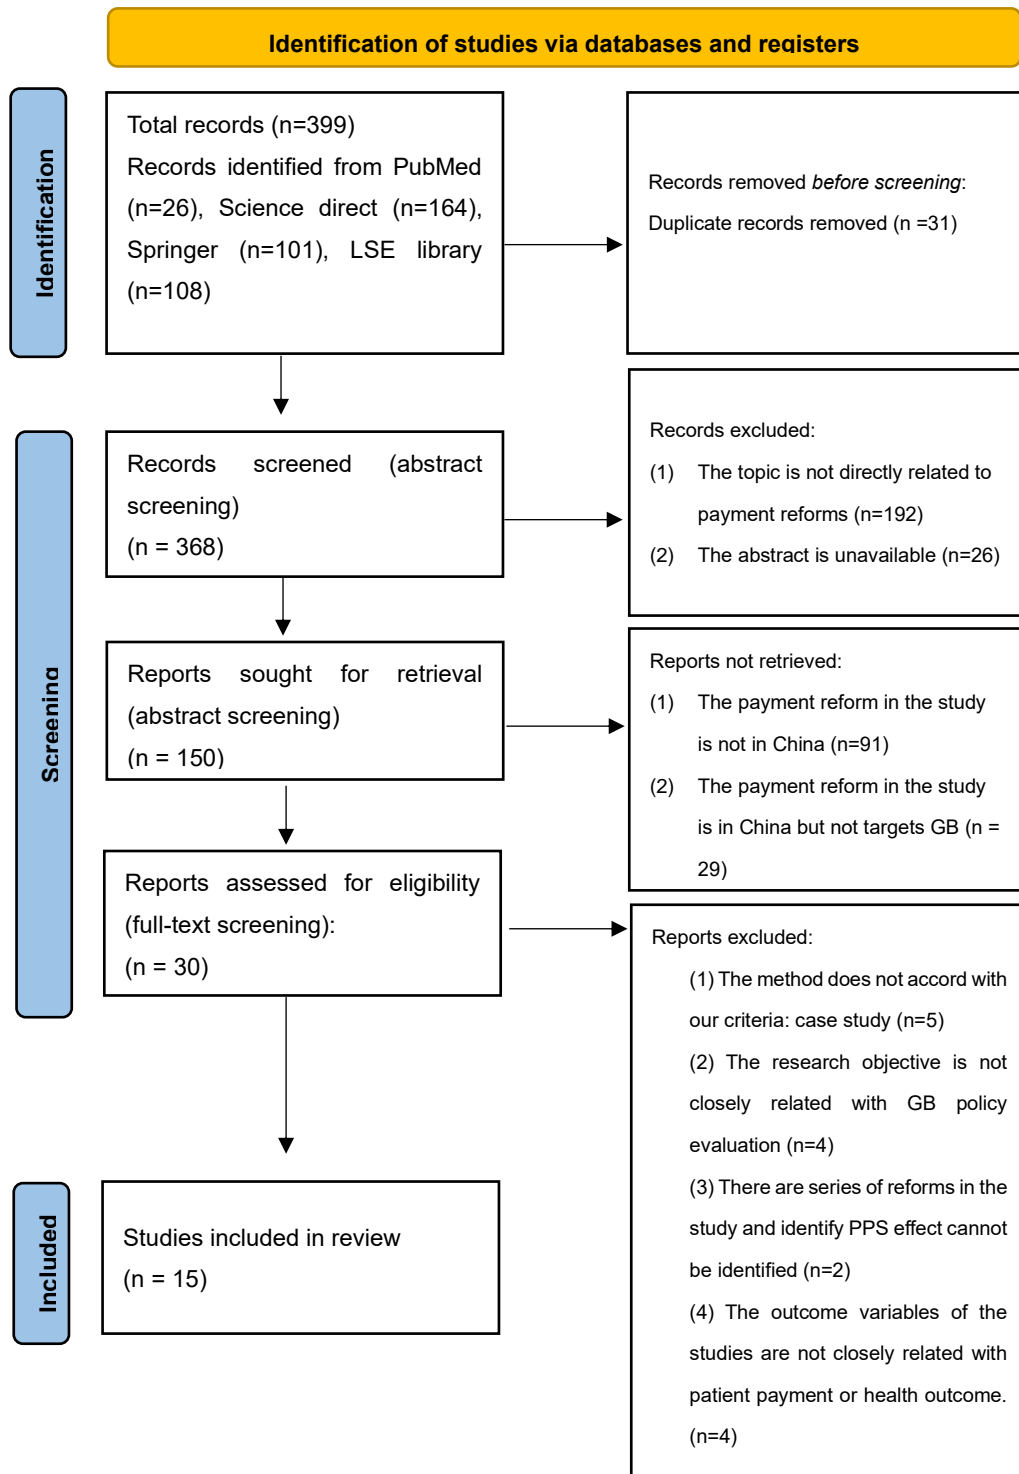 Identification of studies via databases and registers
Identification
Total records (n=399)
Records identified from PubMed
(n=26), Science direct (n=164),
Springer (n=101), LSE library
(n=108)
Records removed before screening:
Duplicate records removed (n =31)
Screening
Records screened (abstract
screening)
(n = 368)
Records excluded:
(1) The topic is not directly related to
payment reforms (n=192)
(2) The abstract is unavailable (n=26)
Reports sought for retrieval
(abstract screening)
(n = 150)
Reports not retrieved:
(1) The payment reform in the study
is not in China (n=91)
(2) The payment reform in the study
is in China but not targets GB (n =
29)
Reports assessed for eligibility
(full-text screening):
(n = 30)
Reports excluded:
(1) The method does not accord with
our criteria: case study (n=5)
(2) The research objective is not
closely related with GB policy
evaluation (n=4)
(3) There are series of reforms in the
study and identify PPS effect cannot
be identified (n=2)
(4) The outcome variables of the
studies are not closely related with
patient payment or health outcome.
(n=4)
Included
Studies included in review
(n = 15)